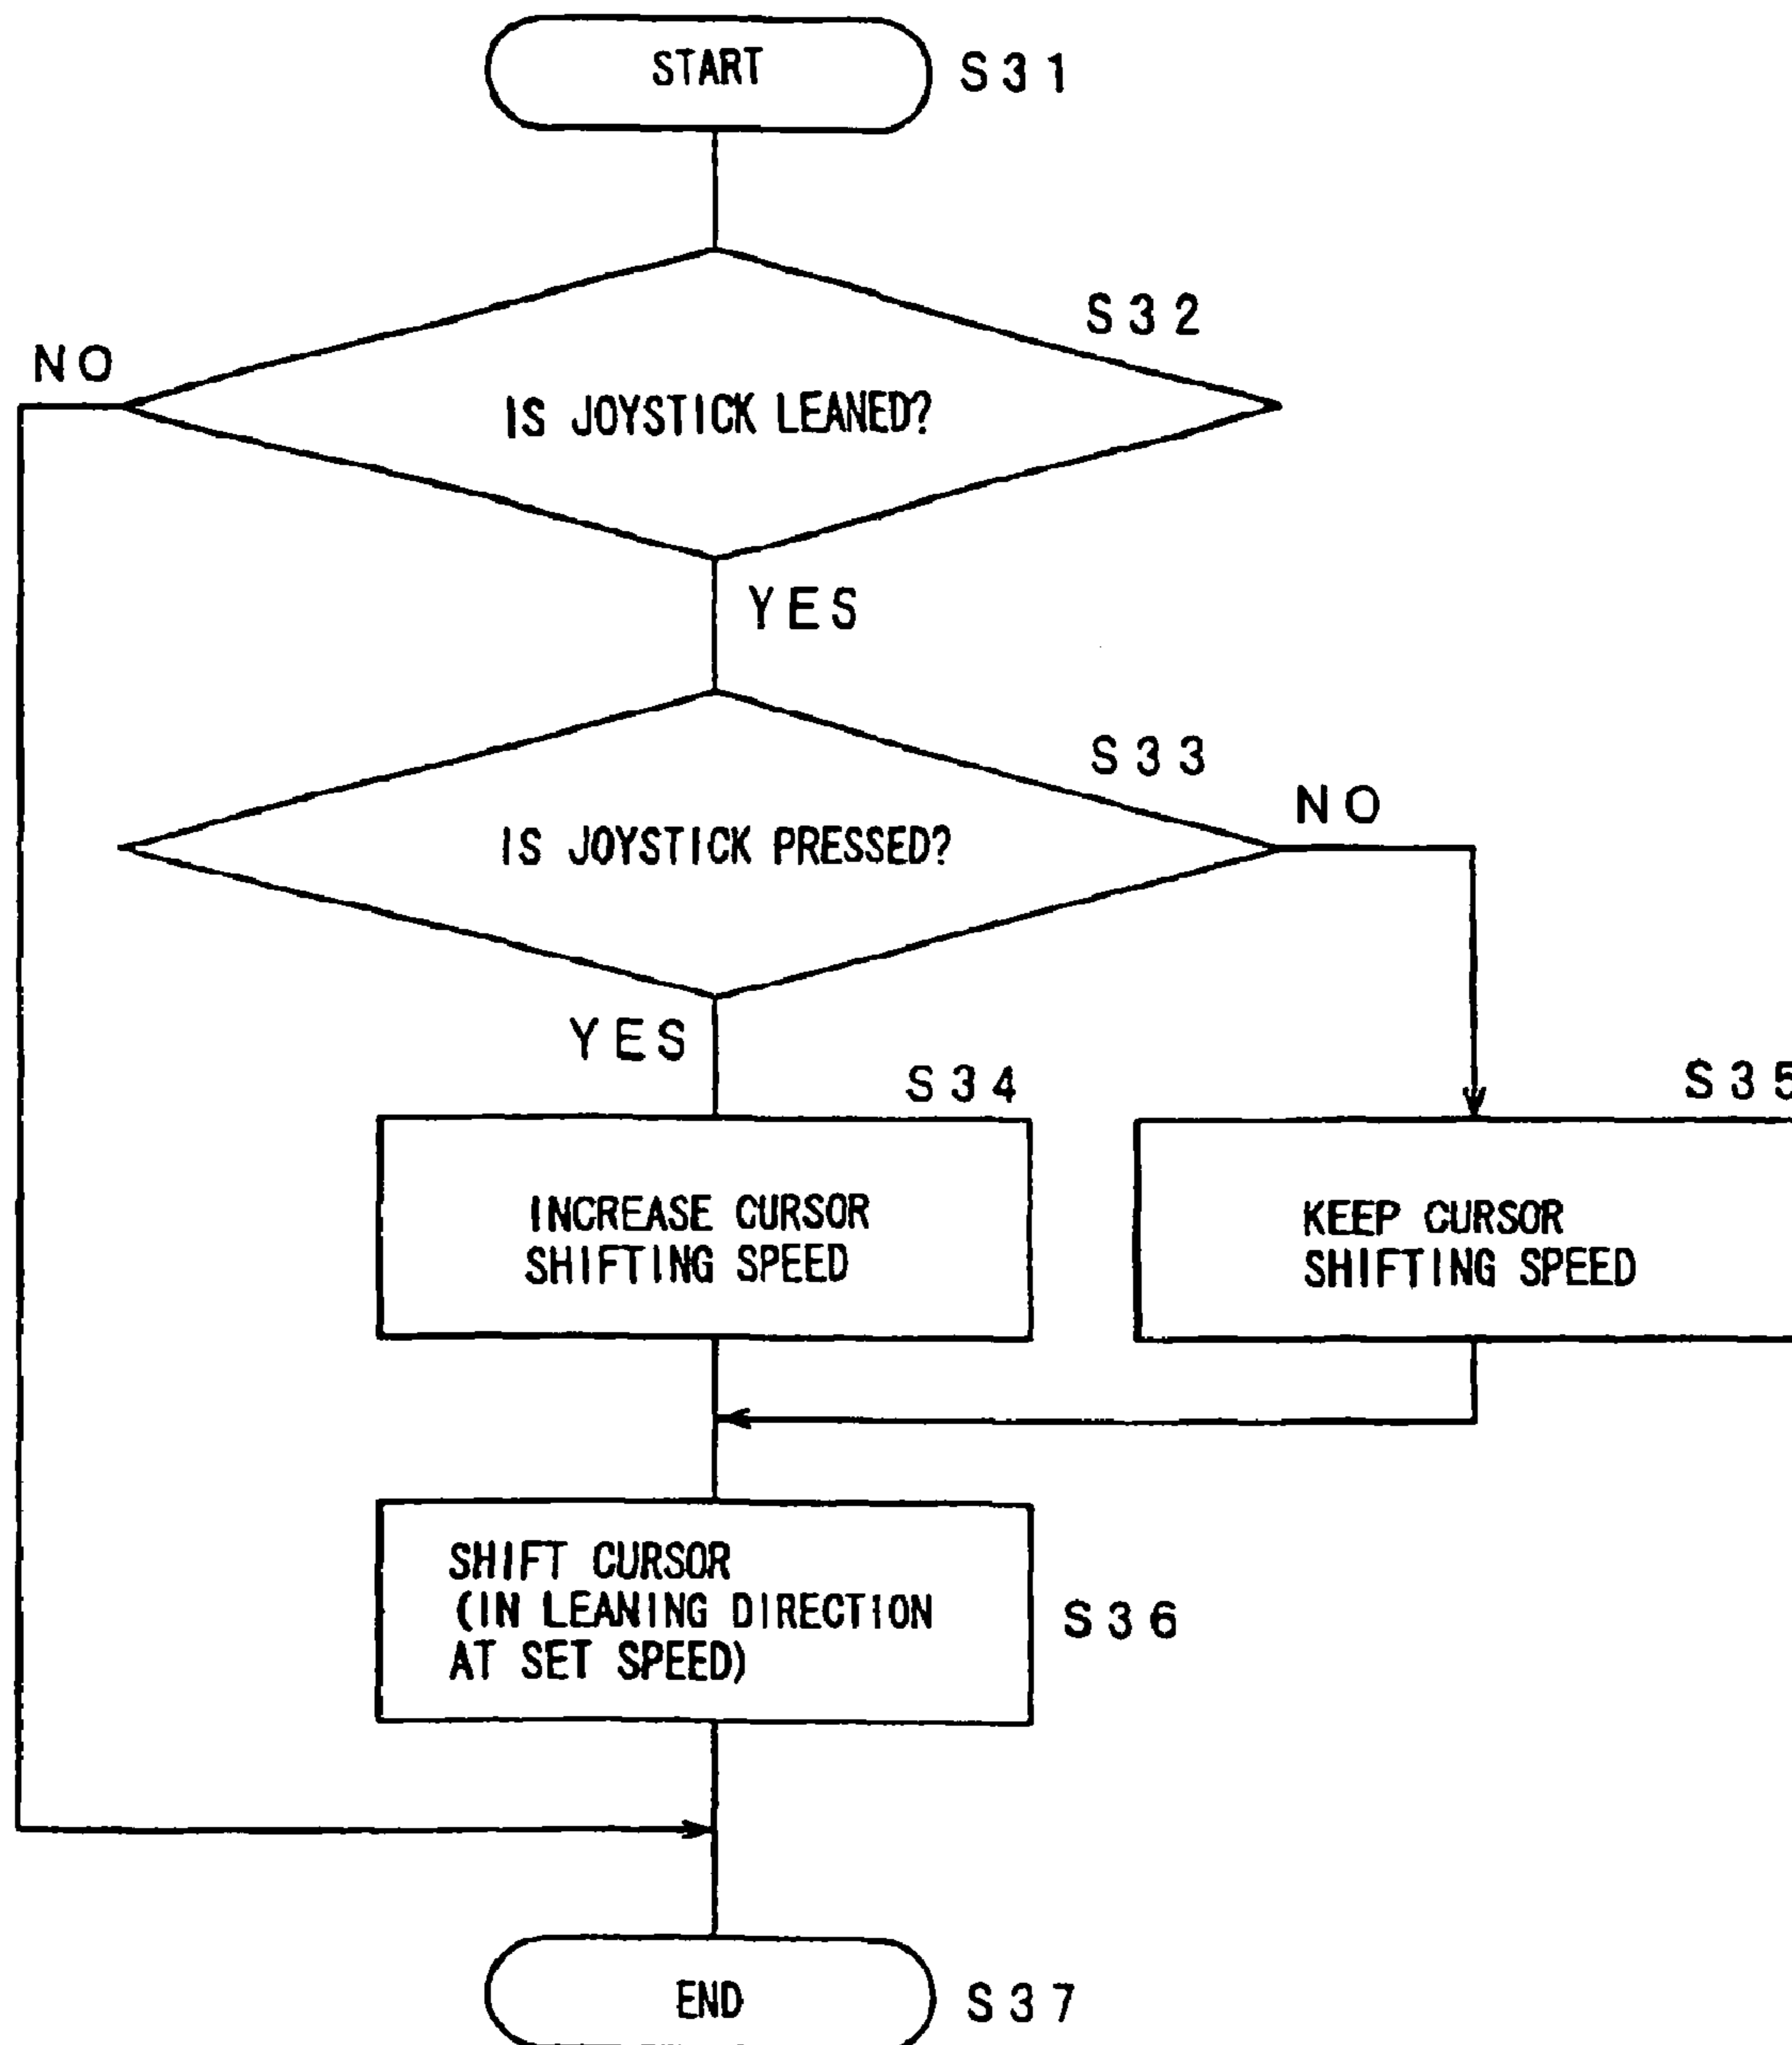 START
S31
S32
NO
IS JOYSTICK LEANED?
YES
S33
NO
IS JOYSTICK PRESSED?
YES
S34
S35
INCREASE CURSOR
SHIFTING SPEED
KEEP CURSOR
SHIFTING SPEED
SHIFT CURSOR
(IN LEANING DIRECTION
AT SET SPEED)
S36
END
S37